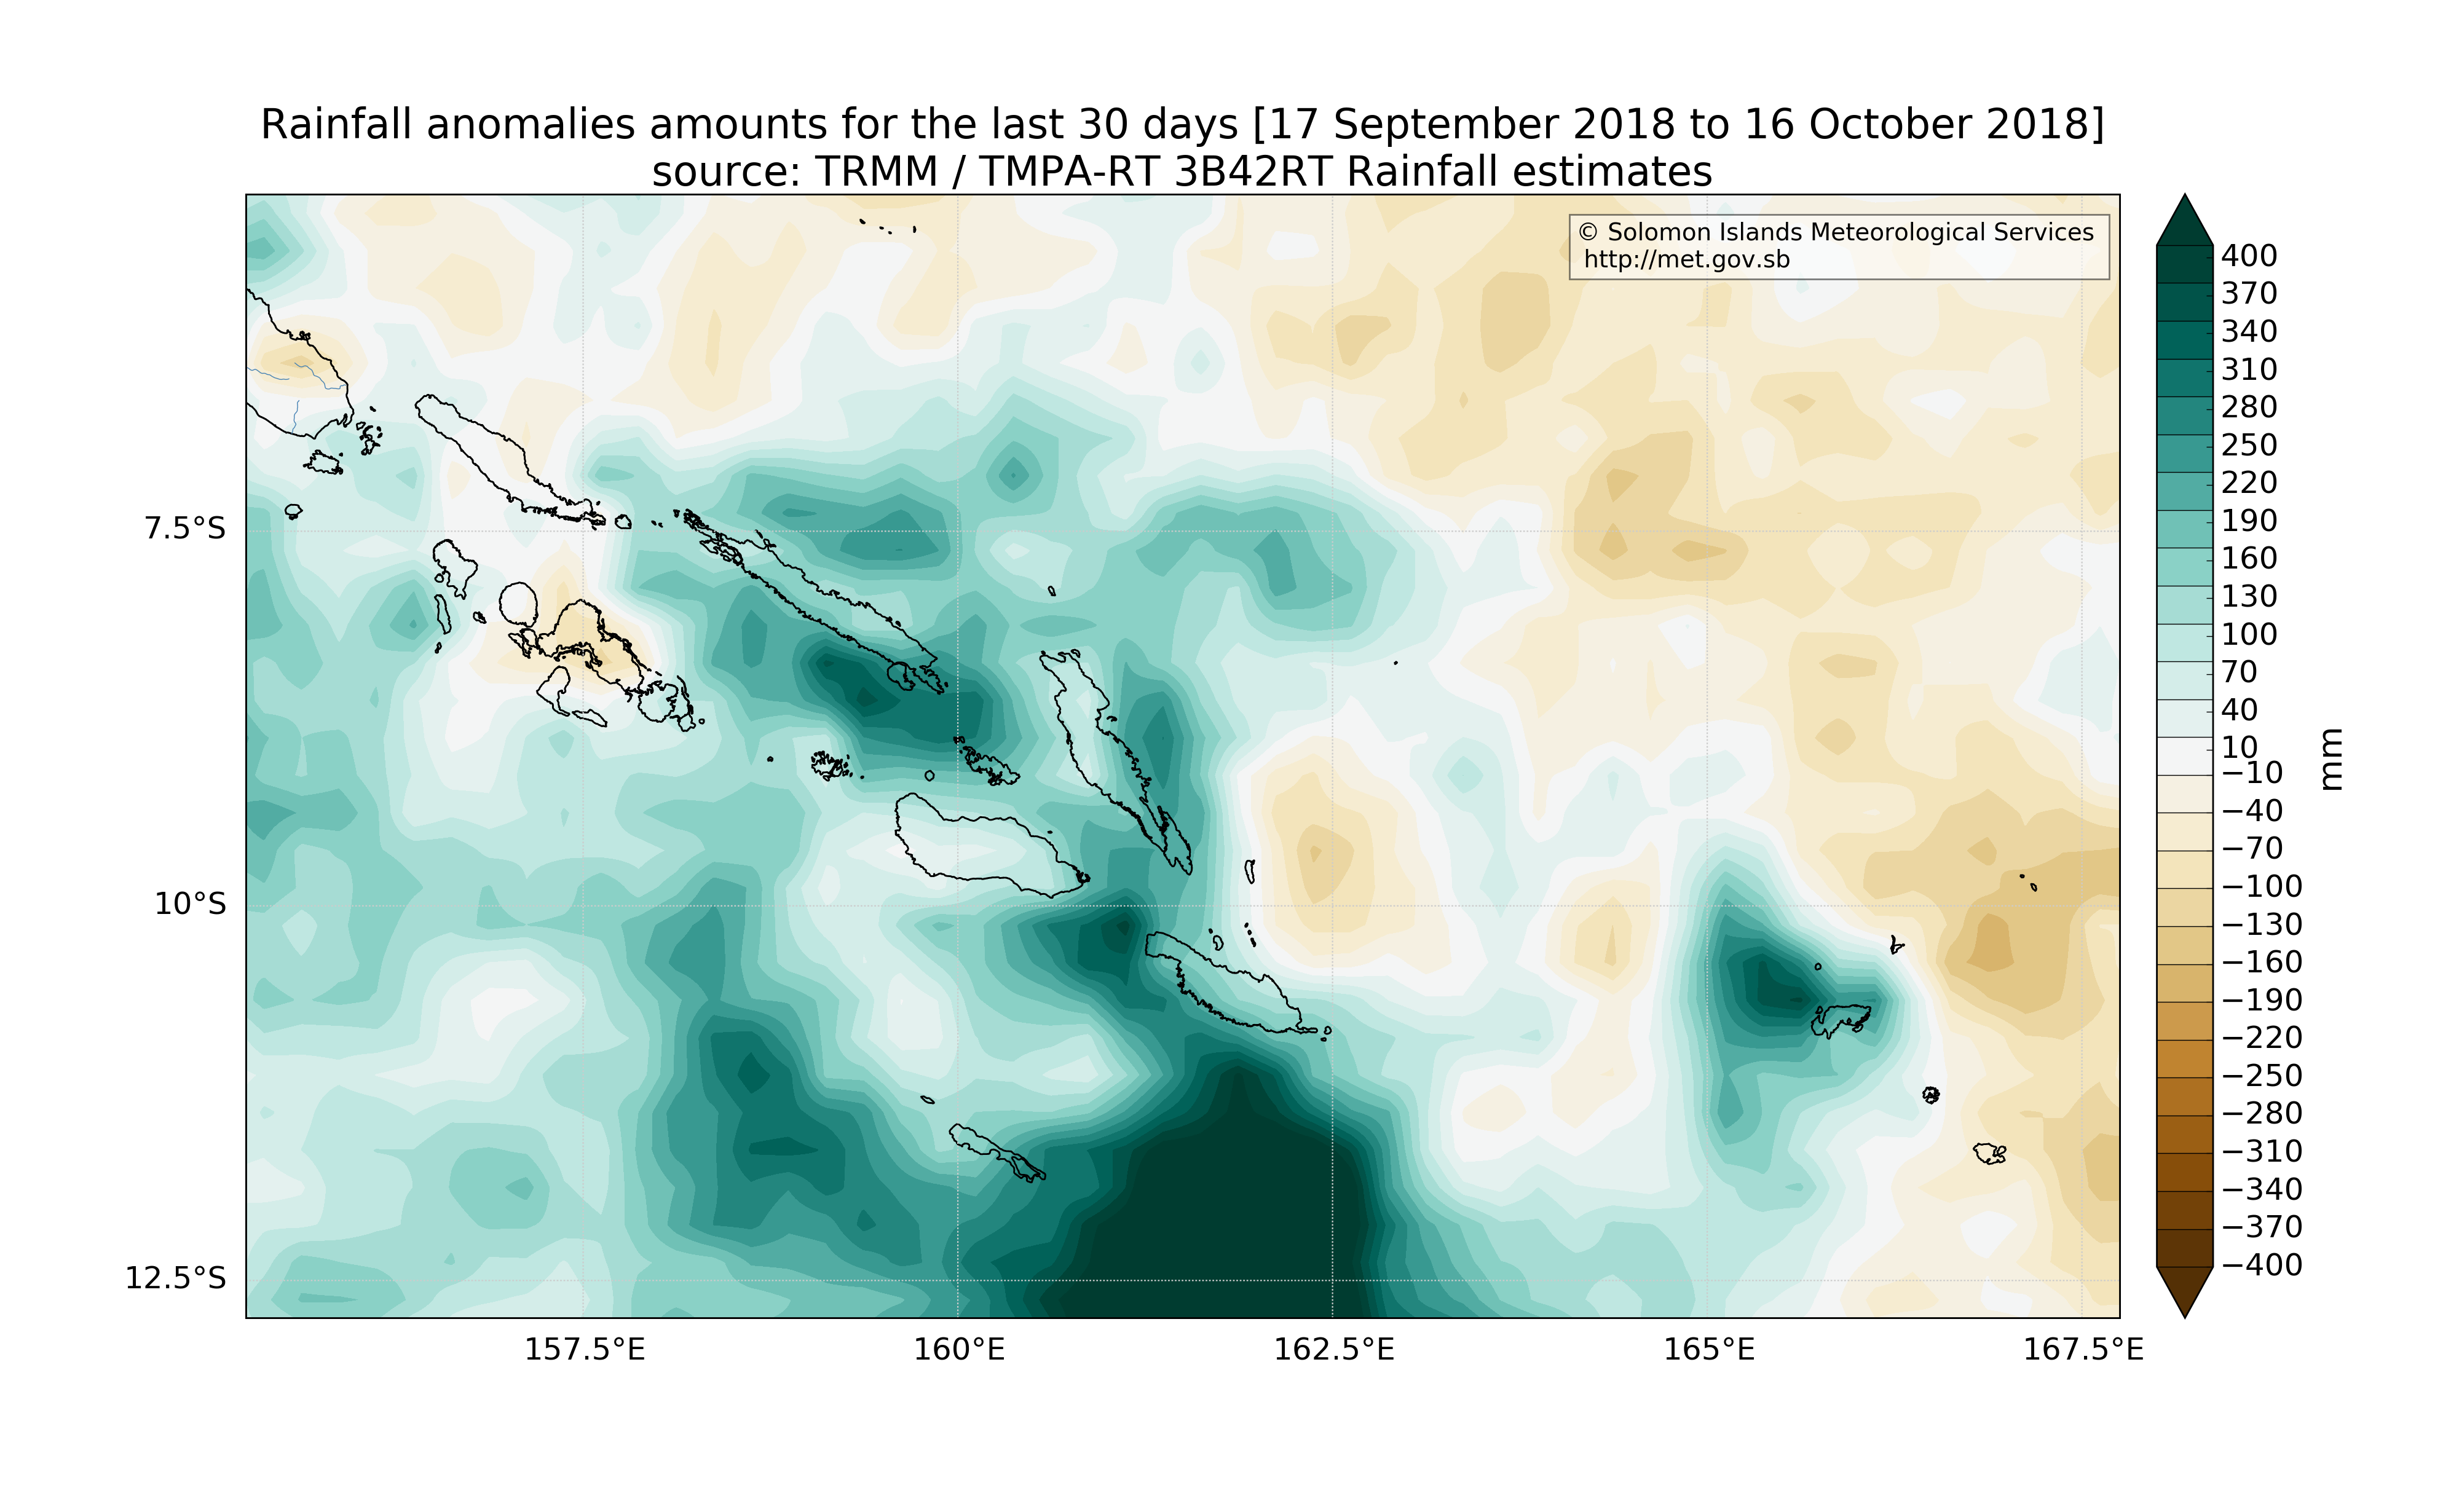 Rainfall anomalies amounts for the last 30 days [17 September 2018 to 16 October 2018]
source: TRMM / TMPA-RT 3B42RT Rainfall estimates
© Solomon Islands Meteorological Services
http://met.gov.sb
7.5°S
10°S
12.5°S
157.5°E
160°E
162.5°E
165°E
167.5°E
400
370
340
310
280
250
220
190
160
130
100
70
40
10
−10
−40
−70
−100
−130
−160
−190
−220
−250
−280
−310
−340
−370
−400
mm